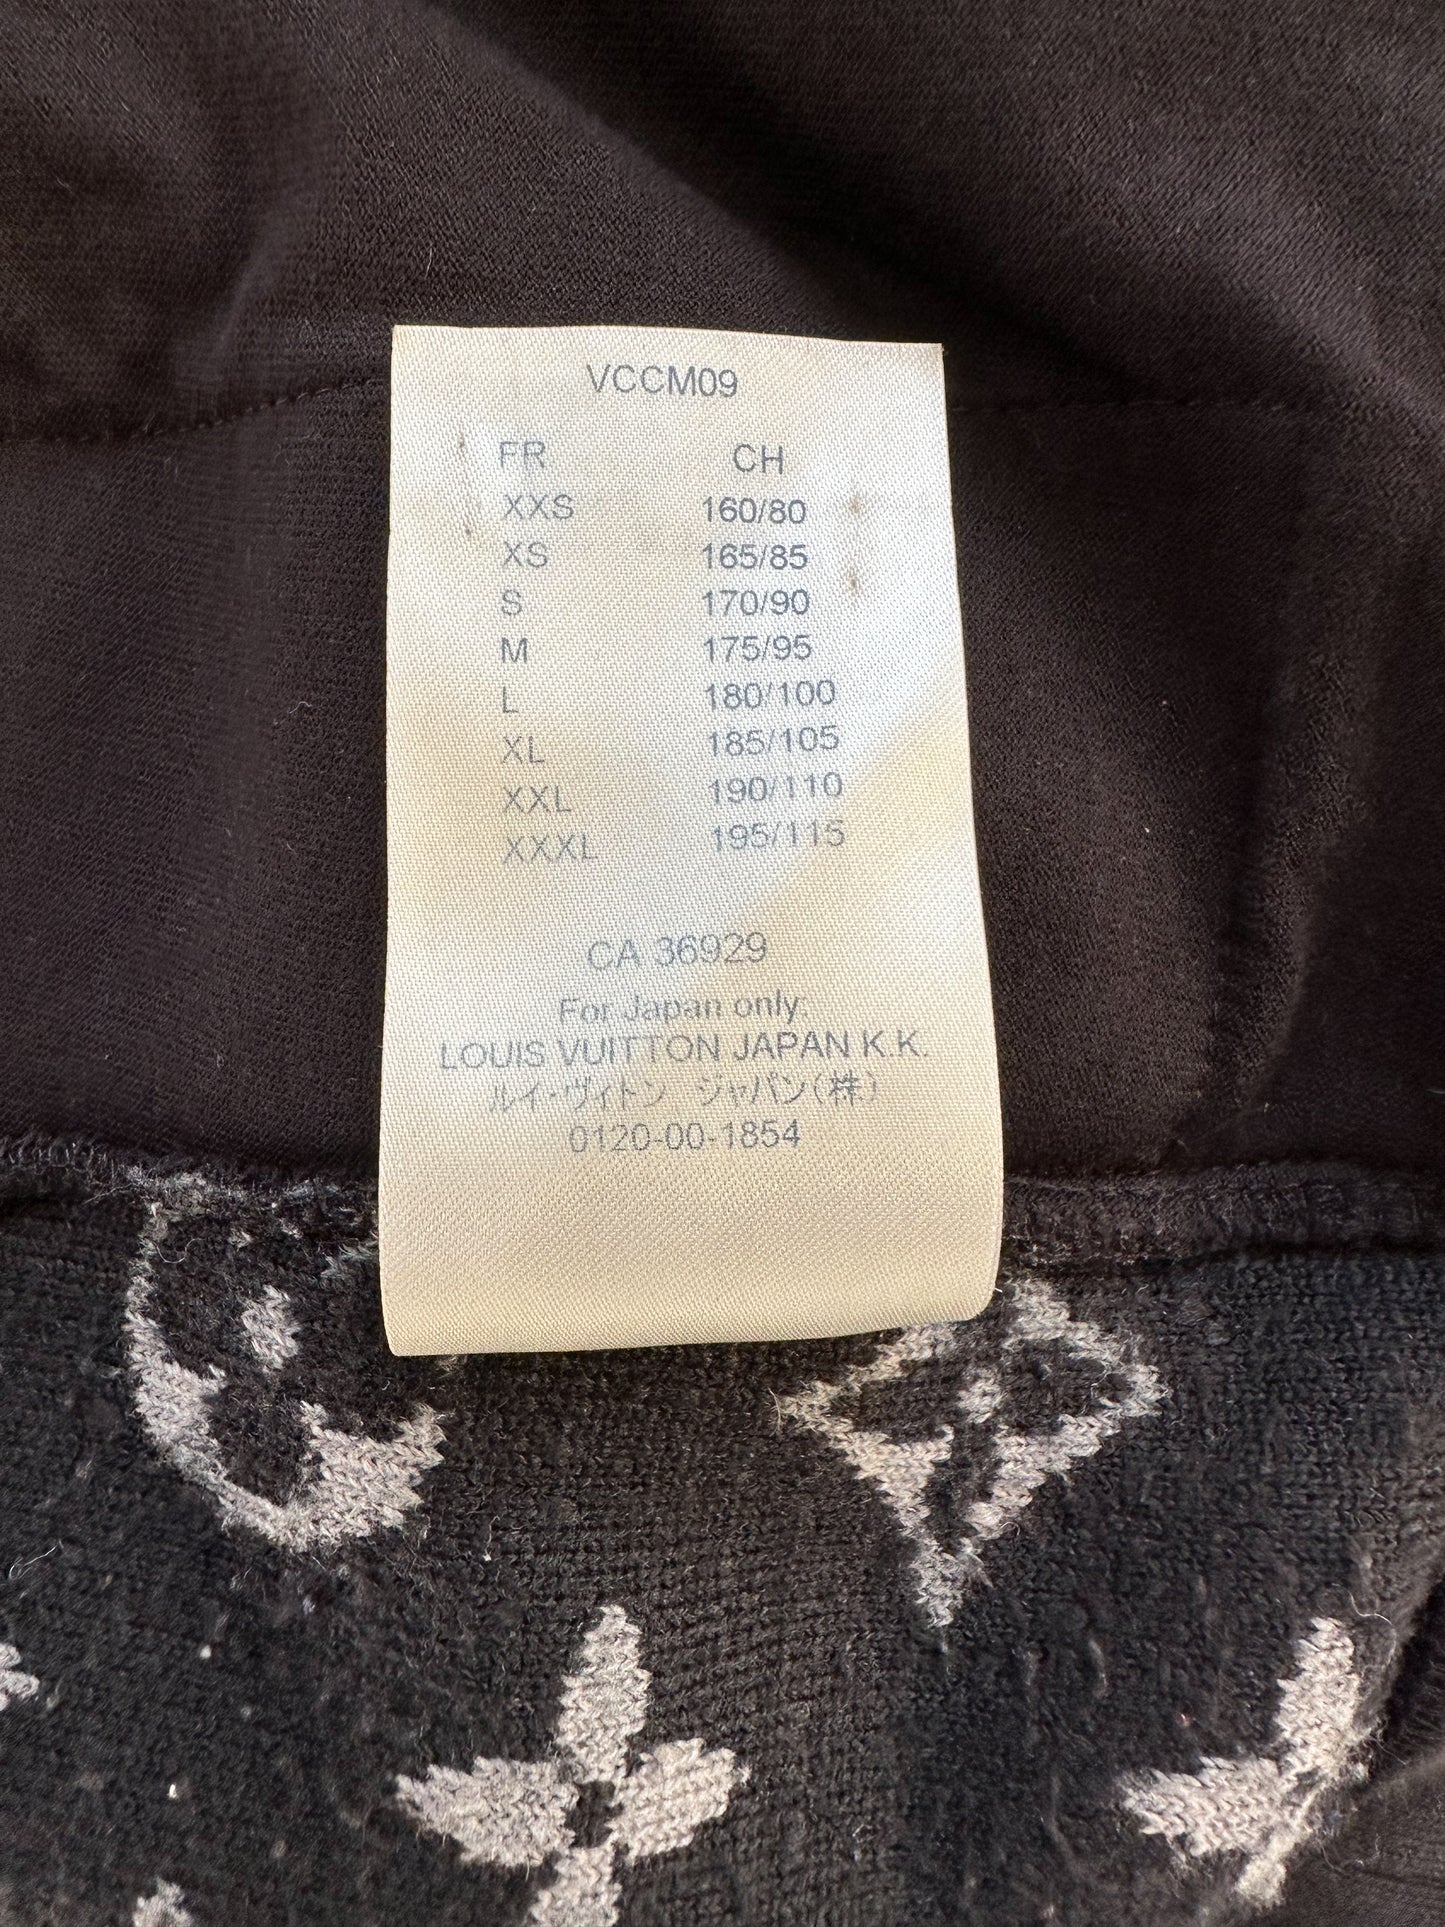 VCCM09
FR CH
XXS 160/80
XS 165/85
S 170/90
M 175/95
L 180/100
XL 185/105
XXL 190/110
XXXL 195/115
CA 36929
For Japan only:
LOUIS VUITTON JAPAN K.K.
ルイ・ヴィトン ジャパン(株)
0120-00-1854